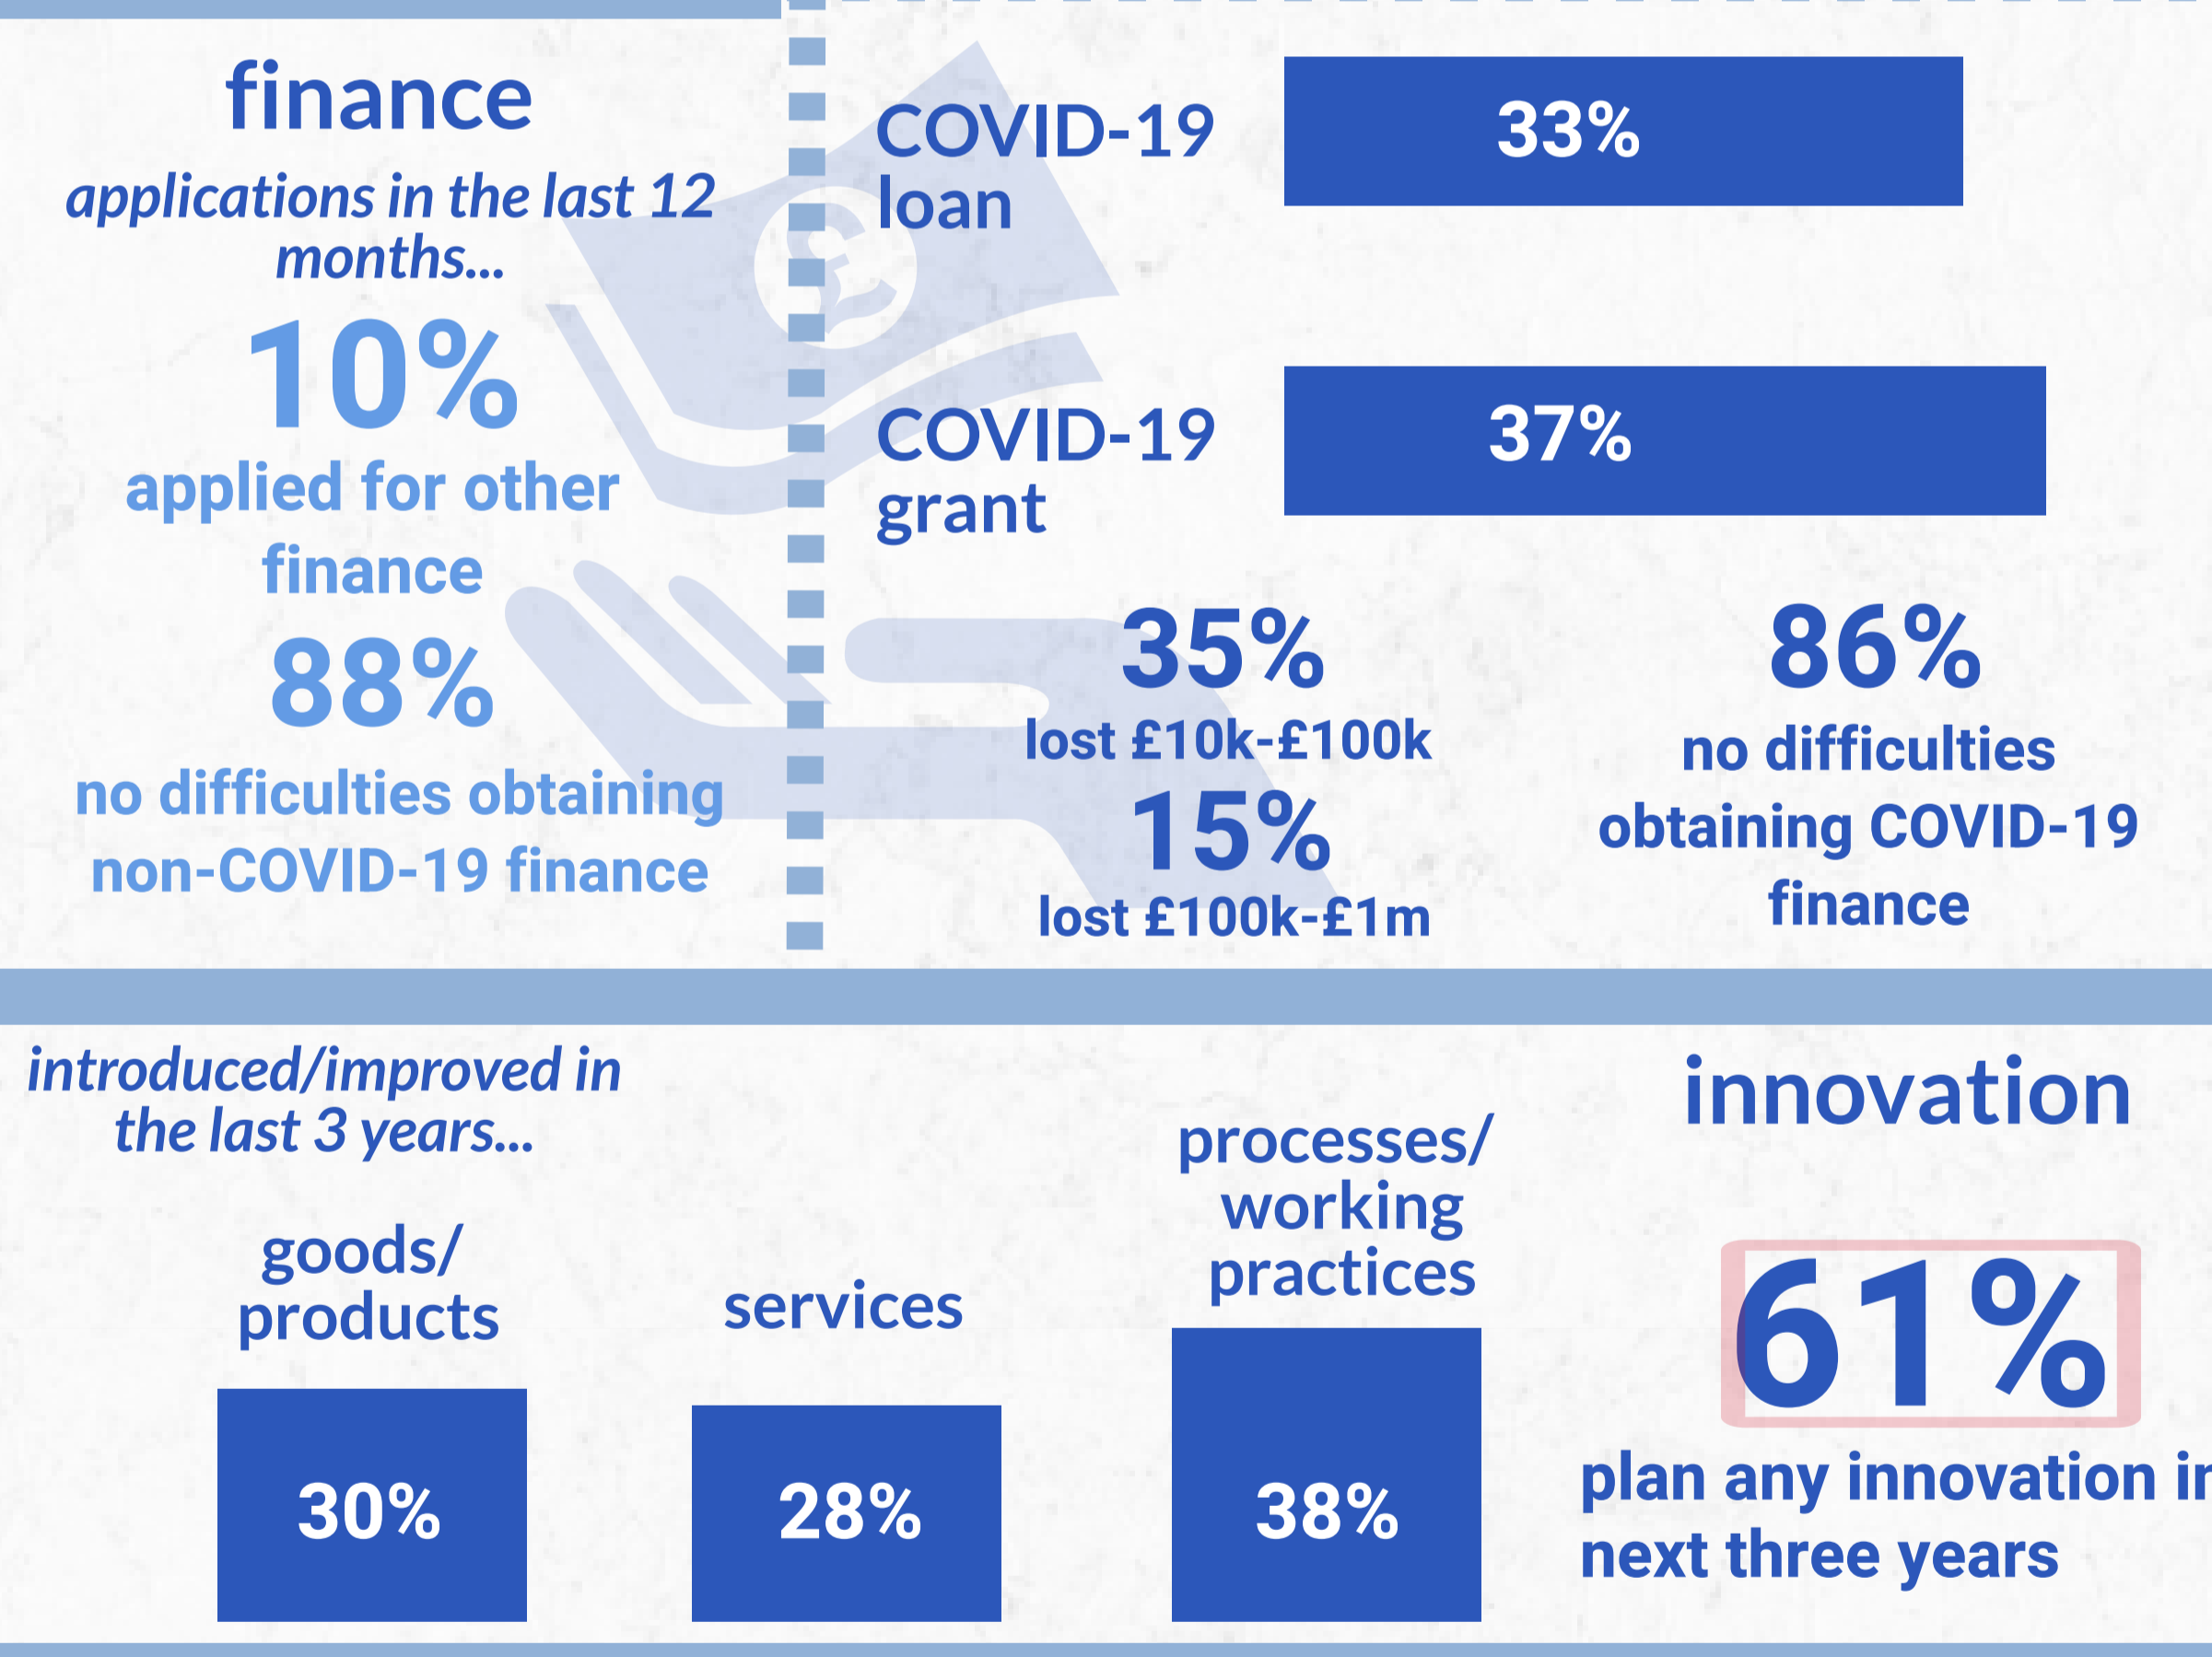 finance
applications in the last 12
months...
10%
applied for other
finance
88%
no difficulties obtaining
non-COVID-19 finance
COVID-19
loan
33%
COVID-19
grant
37%
35%
lost £10k-£100k
15%
lost £100k-£1m
86%
no difficulties
obtaining COVID-19
finance
£
introduced/improved in
the last 3 years...
goods/
products
30%
services
28%
processes/
working
practices
38%
innovation
61%
plan any innovation
next three years